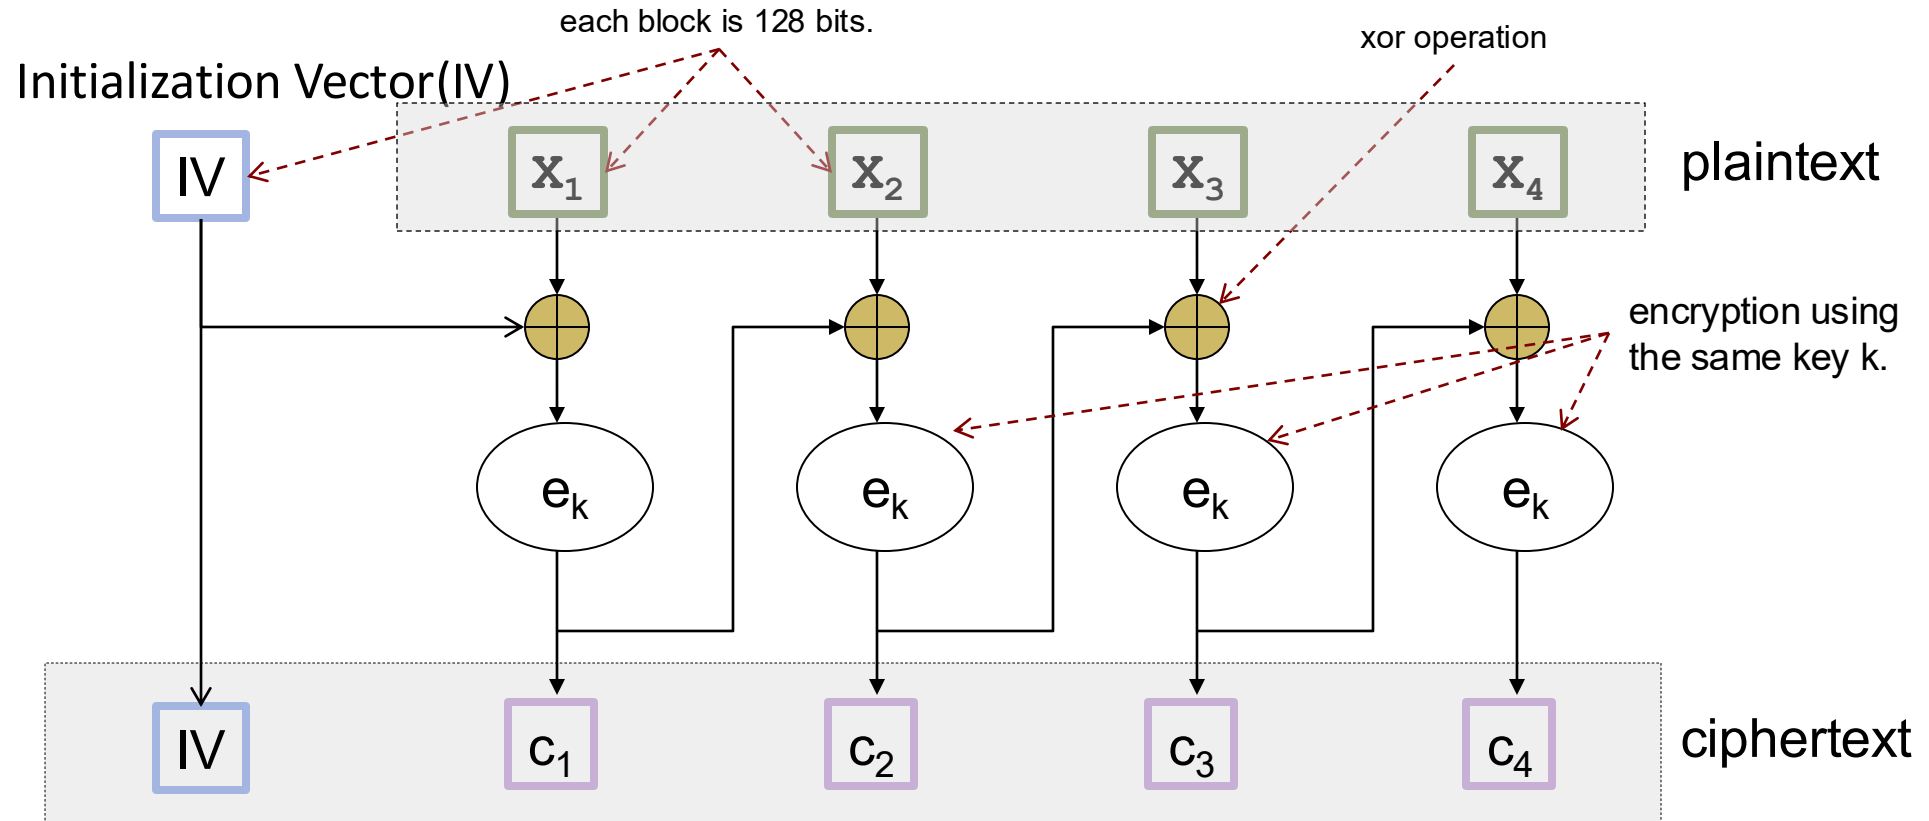 each block is 128 bits.
xor operation
Initialization Vector(IV)
IV
x₁
x₂
x₃
x₄
plaintext
encryption using
the same key k.
eₖ
eₖ
eₖ
eₖ
IV
c₁
c₂
c₃
c₄
ciphertext